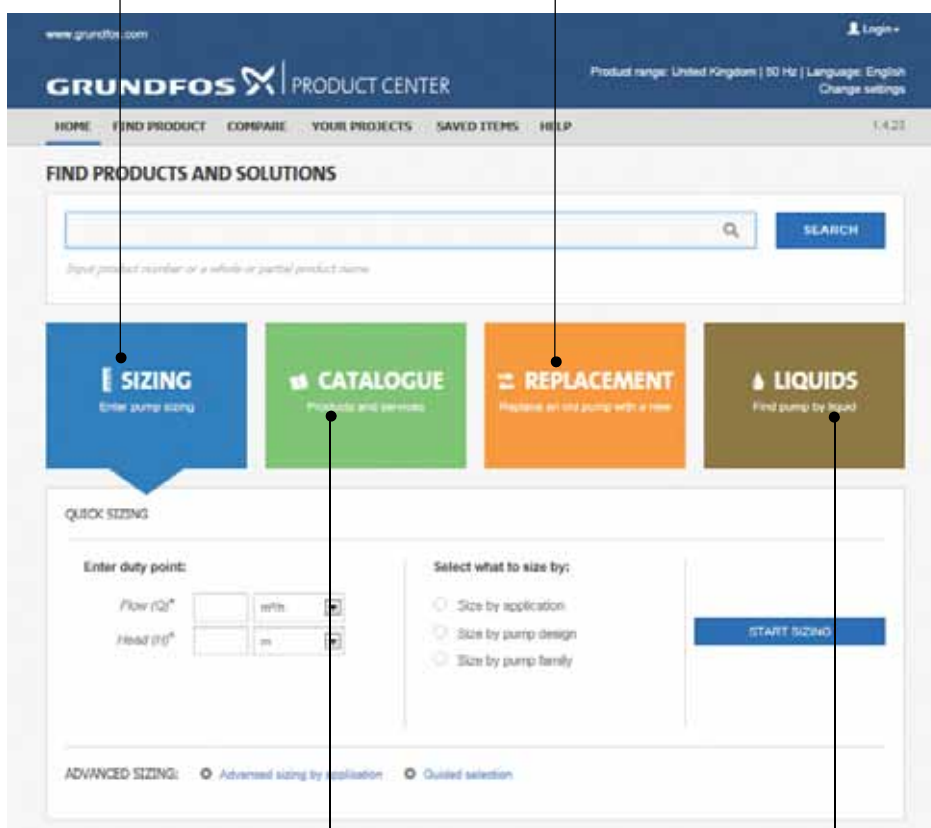 www.grundfos.com
Login
GRUNDFOS PRODUCT CENTER
Product range: United Kingdom | 50 Hz | Language: English
Change settings
HOME FIND PRODUCT COMPARE YOUR PROJECTS SAVED ITEMS HELP
FIND PRODUCTS AND SOLUTIONS
SEARCH
Input product number or a whole or partial product name
SIZING
Enter pump sizing
CATALOGUE
Products and services
REPLACEMENT
Replace an old pump with a new
LIQUIDS
Find pump by liquid
QUICK SIZING
Enter duty point:
Flow (Q)* m³/h
Head (H)* m
Select what to size by:
Size by application
Size by pump design
Size by pump family
START SIZING
ADVANCED SIZING: Advanced sizing by application Guided selection